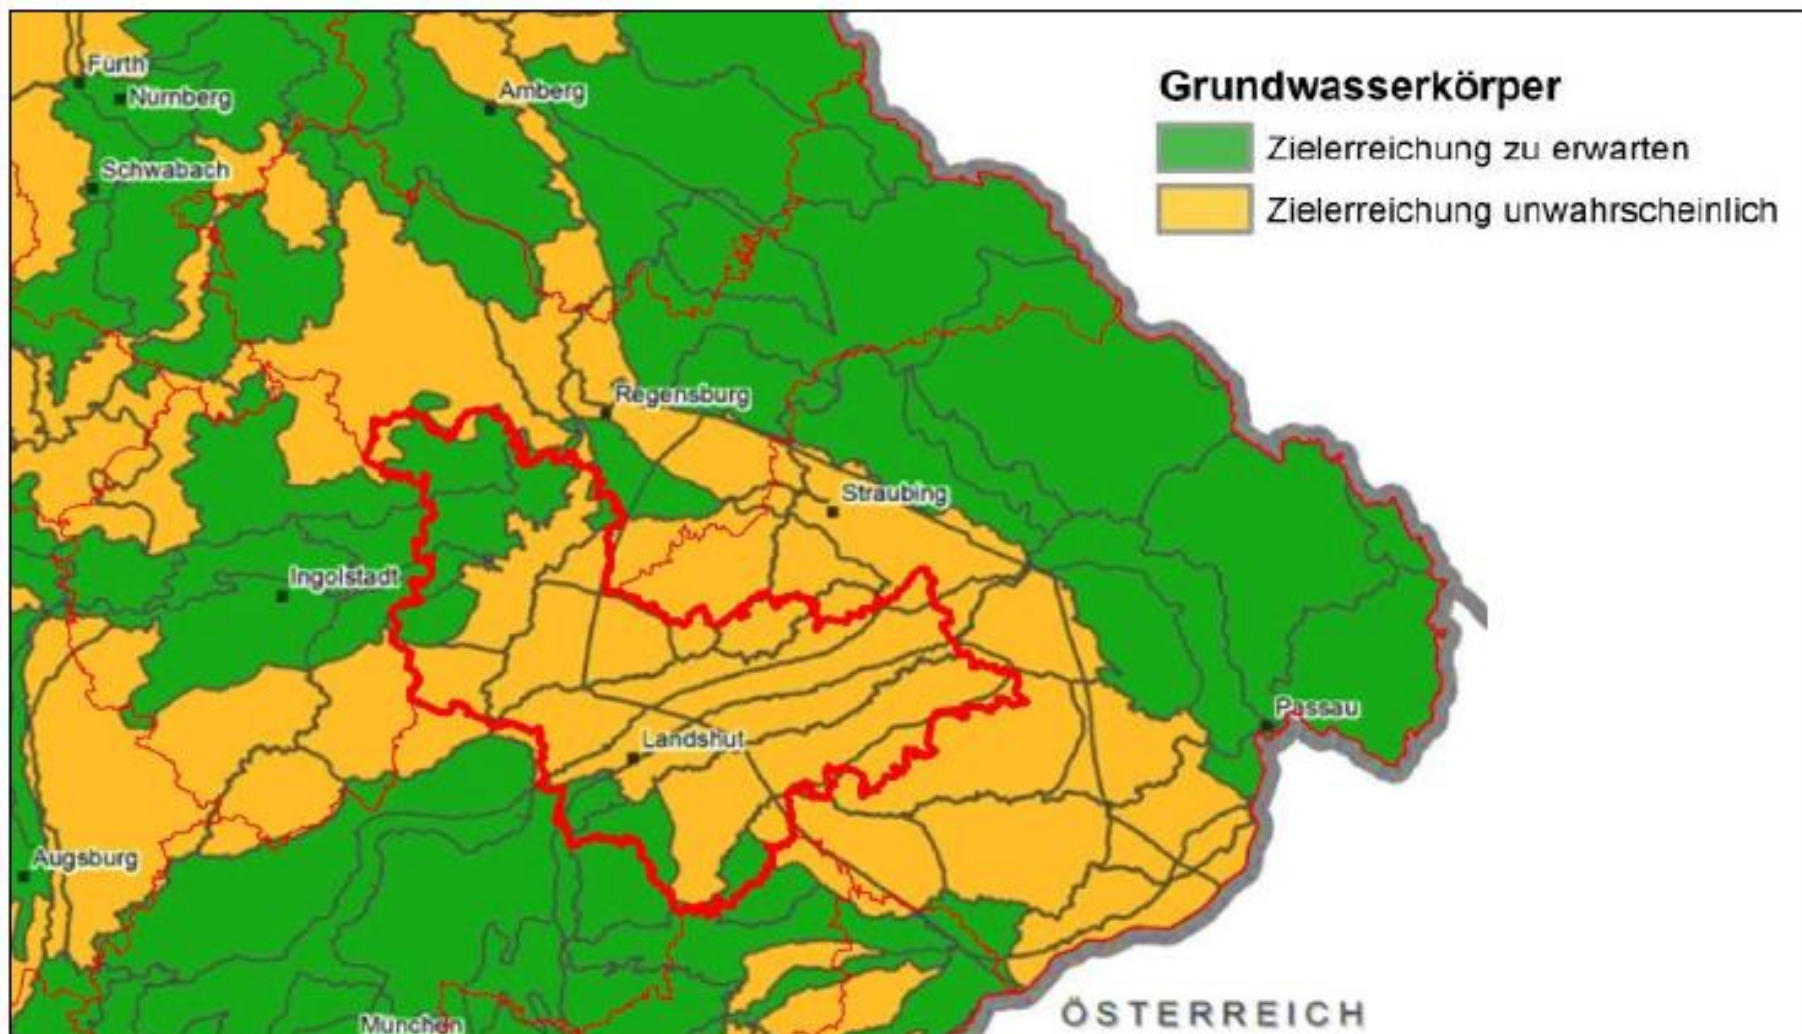 Grundwasserkörper
Zielerreichung zu erwarten
Zielerreichung unwahrscheinlich
Fürth
Nürnberg
Amberg
Schwabach
Regensburg
Straubing
Ingolstadt
Passau
Landshut
Augsburg
ÖSTERREICH
München